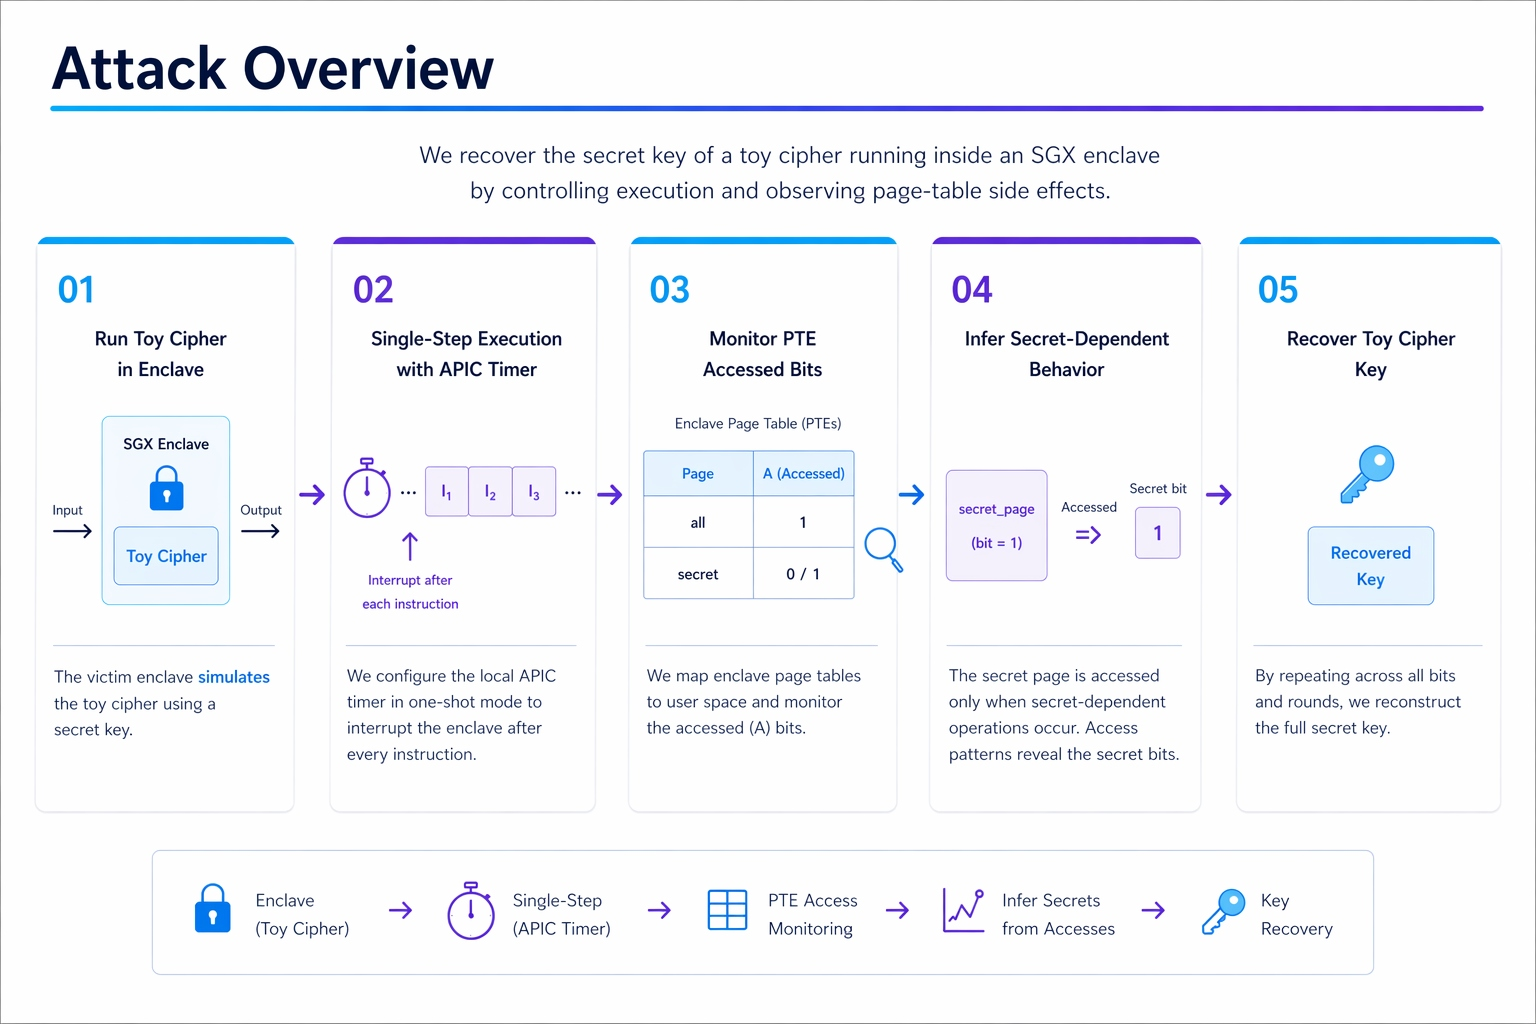 Attack Overview
We recover the secret key of a toy cipher running inside an SGX enclave
by controlling execution and observing page-table side effects.
01
Run Toy Cipher
in Enclave
SGX Enclave
Input
Output
Toy Cipher
The victim enclave simulates
the toy cipher using a
secret key.
02
Single-Step Execution
with APIC Timer
... I1 I2 I3 ...
Interrupt after
each instruction
We configure the local APIC
timer in one-shot mode to
interrupt the enclave after
every instruction.
03
Monitor PTE
Accessed Bits
Enclave Page Table (PTEs)
Page A (Accessed)
all 1
secret 0 / 1
We map enclave page tables
to user space and monitor
the accessed (A) bits.
04
Infer Secret-Dependent
Behavior
secret_page
(bit = 1)
Accessed
Secret bit
1
The secret page is accessed
only when secret-dependent
operations occur. Access
patterns reveal the secret bits.
05
Recover Toy Cipher
Key
Recovered
Key
By repeating across all bits
and rounds, we reconstruct
the full secret key.
Enclave
(Toy Cipher)
Single-Step
(APIC Timer)
PTE Access
Monitoring
Infer Secrets
from Accesses
Key
Recovery